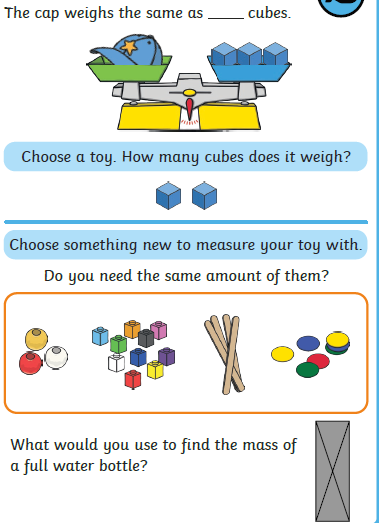 The cap weighs the same as ____ cubes.
Choose a toy. How many cubes does it weigh?
Choose something new to measure your toy with.
Do you need the same amount of them?
What would you use to find the mass of
a full water bottle?